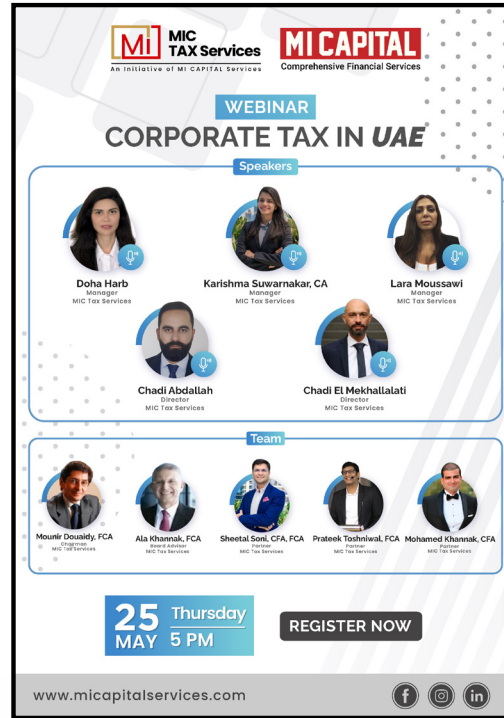 Mi
MIC
TAX Services
An Initiative of MI CAPITAL Services
MI CAPITAL
Comprehensive Financial Services
WEBINAR
CORPORATE TAX IN UAE
Speakers
Doha Harb
Manager
MIC Tax Services
Karishma Suwarnakar, CA
Manager
MIC Tax Services
Lara Moussawi
Manager
MIC Tax Services
Chadi Abdallah
Director
MIC Tax Services
Chadi El Mekhallalati
Director
MIC Tax Services
Team
Mounir Douaidy, FCA
Chairman
MIC Tax Services
Ala Khannak, FCA
Board Advisor
MIC Tax Services
Sheetal Soni, CFA, FCA
Partner
MIC Tax Services
Prateek Toshniwal, FCA
Partner
MIC Tax Services
Mohamed Khannak, CFA
Partner
MIC Tax Services
25
MAY
Thursday
5 PM
REGISTER NOW
www.micapitalservices.com
f
in